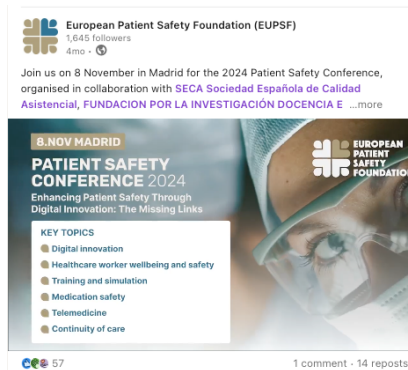 European Patient Safety Foundation (EUPSF)
1,645 followers
4mo •
Join us on 8 November in Madrid for the 2024 Patient Safety Conference,
organised in collaboration with SECA Sociedad Española de Calidad
Asistencial, FUNDACION POR LA INVESTIGACIÓN DOCENCIA E ...more
8.NOV MADRID
PATIENT SAFETY
CONFERENCE 2024
Enhancing Patient Safety Through
Digital Innovation: The Missing Links
KEY TOPICS
Digital innovation
Healthcare worker wellbeing and safety
Training and simulation
Medication safety
Telemedicine
Continuity of care
EUROPEAN
PATIENT
SAFETY
FOUNDATION
57
1 comment · 14 reposts